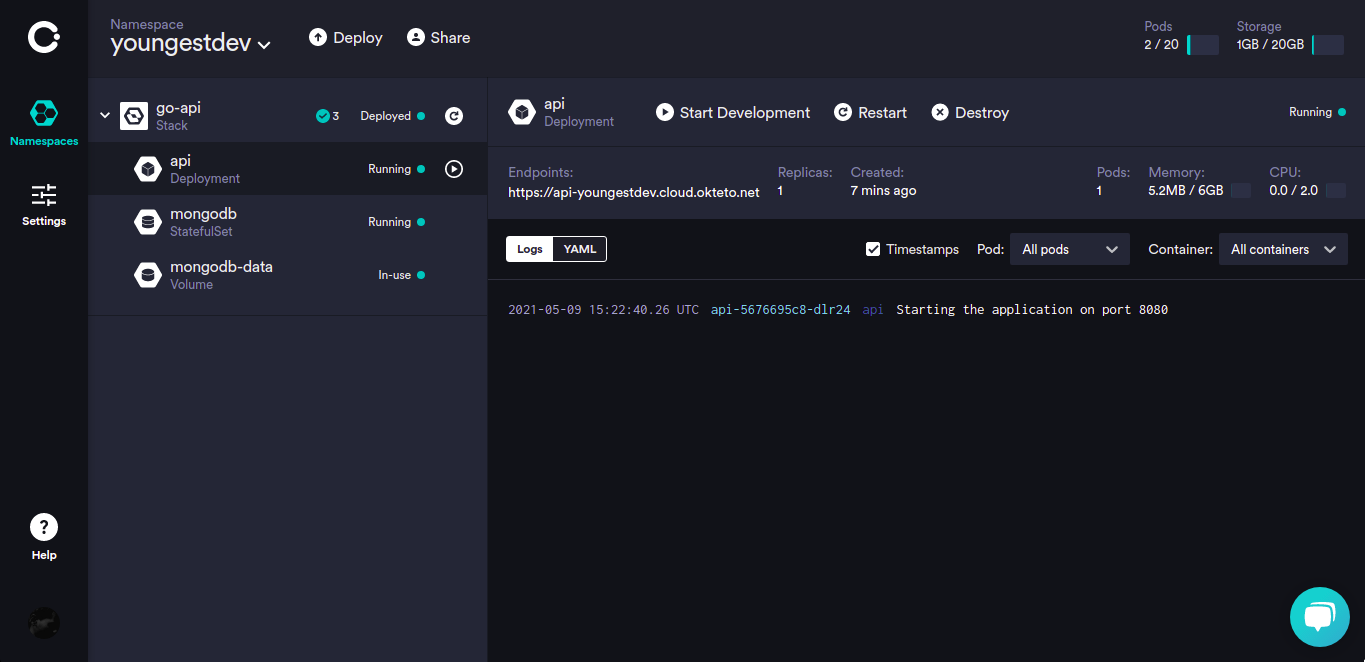 Namespace
youngestdev
Deploy
Share
Pods
2 / 20
Storage
1GB / 20GB
Namespaces
Settings
Help
go-api
Stack
3
Deployed
api
Deployment
Running
mongodb
StatefulSet
Running
mongodb-data
Volume
In-use
api
Deployment
Start Development
Restart
Destroy
Running
Endpoints:
https://api-youngestdev.cloud.okteto.net
Replicas:
1
Created:
7 mins ago
Pods:
1
Memory:
5.2MB / 6GB
CPU:
0.0 / 2.0
Logs
YAML
Timestamps
Pod:
All pods
Container:
All containers
2021-05-09 15:22:40.26 UTC api-5676695c8-dlr24 api Starting the application on port 8080